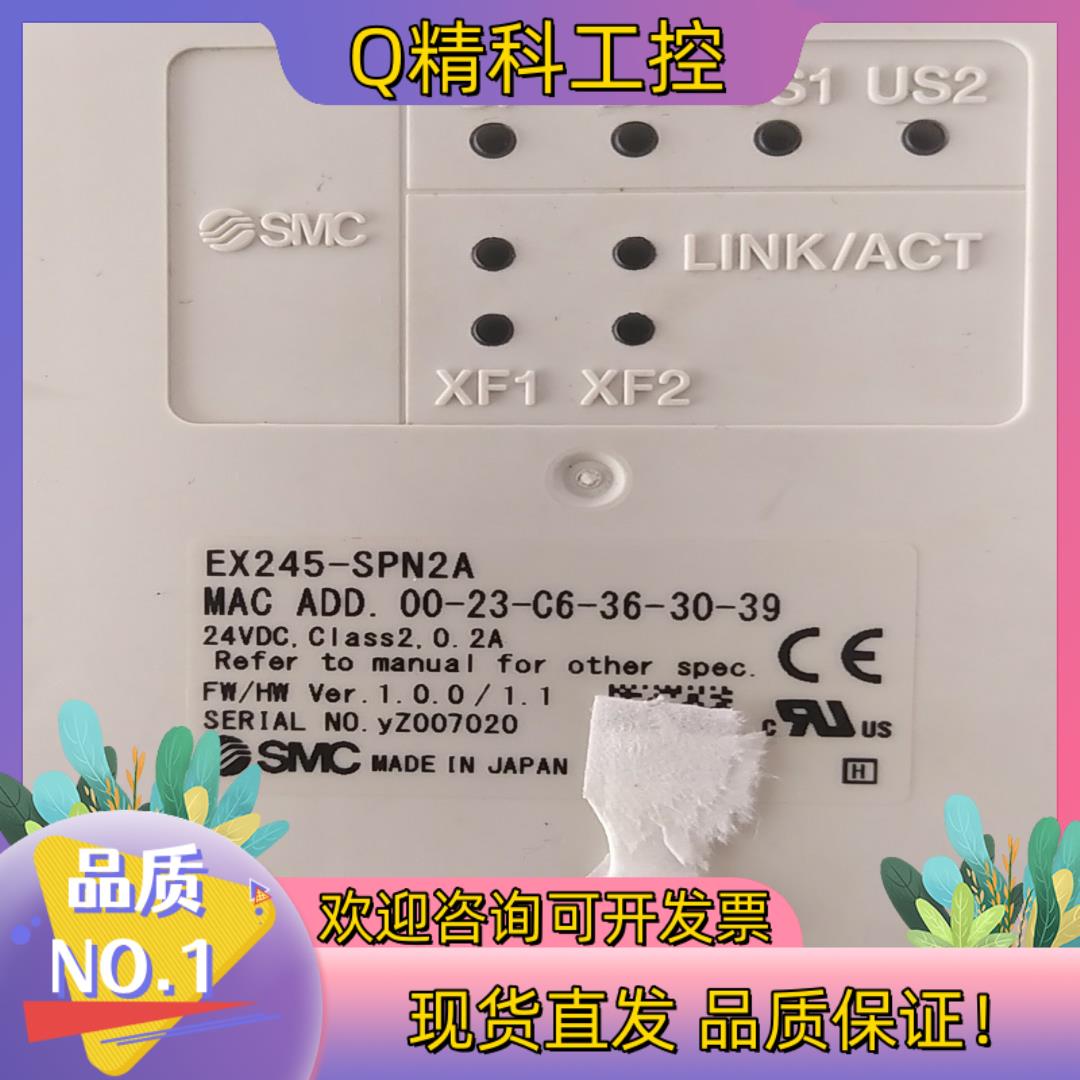 Q精科工控
US2
SMC
LINK/ACT
XF1 XF2
EX245-SPN2A
MAC ADD. 00-23-C6-36-30-39
24VDC, Class2, 0.2A
Refer to manual for other spec.
FW/HW Ver.1.0.0/1.1
SERIAL NO.yZ007020
SMC MADE IN JAPAN
CE
c RU US
H
品质
NO.1
欢迎咨询可开发票
现货直发 品质保证!